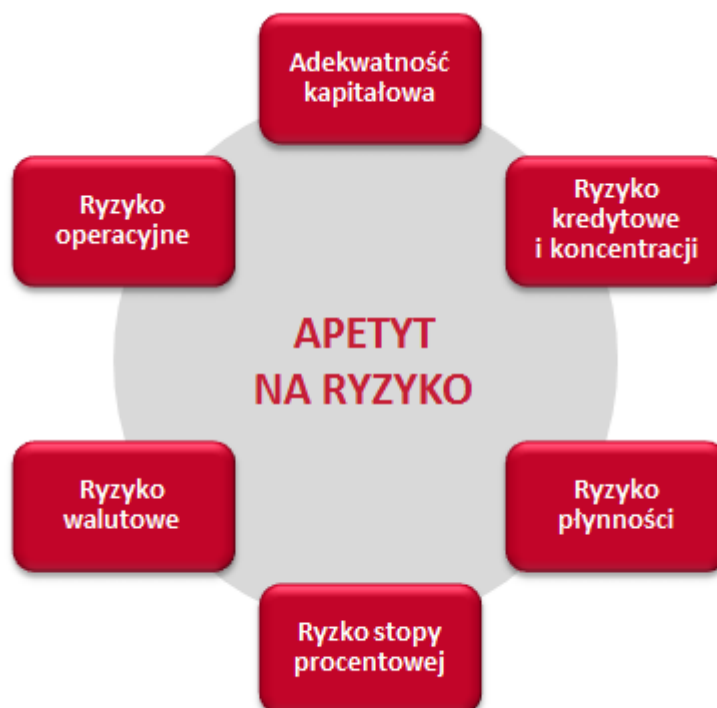 Adekwatność
kapitałowa
Ryzyko
kredytowe
i koncentracji
Ryzyko
płynności
Ryzko stopy
procentowej
Ryzyko
walutowe
Ryzyko
operacyjne
APETYT
NA RYZYKO